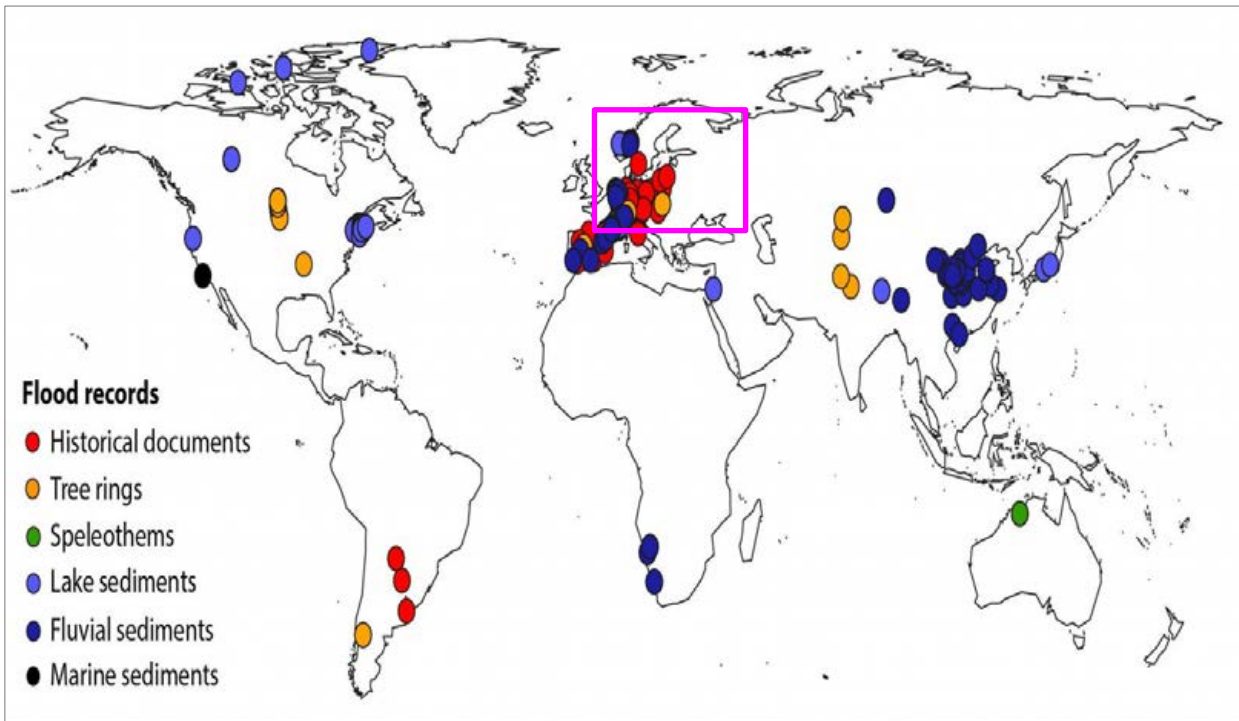 Flood records
Historical documents
Tree rings
Speleothems
Lake sediments
Fluvial sediments
Marine sediments